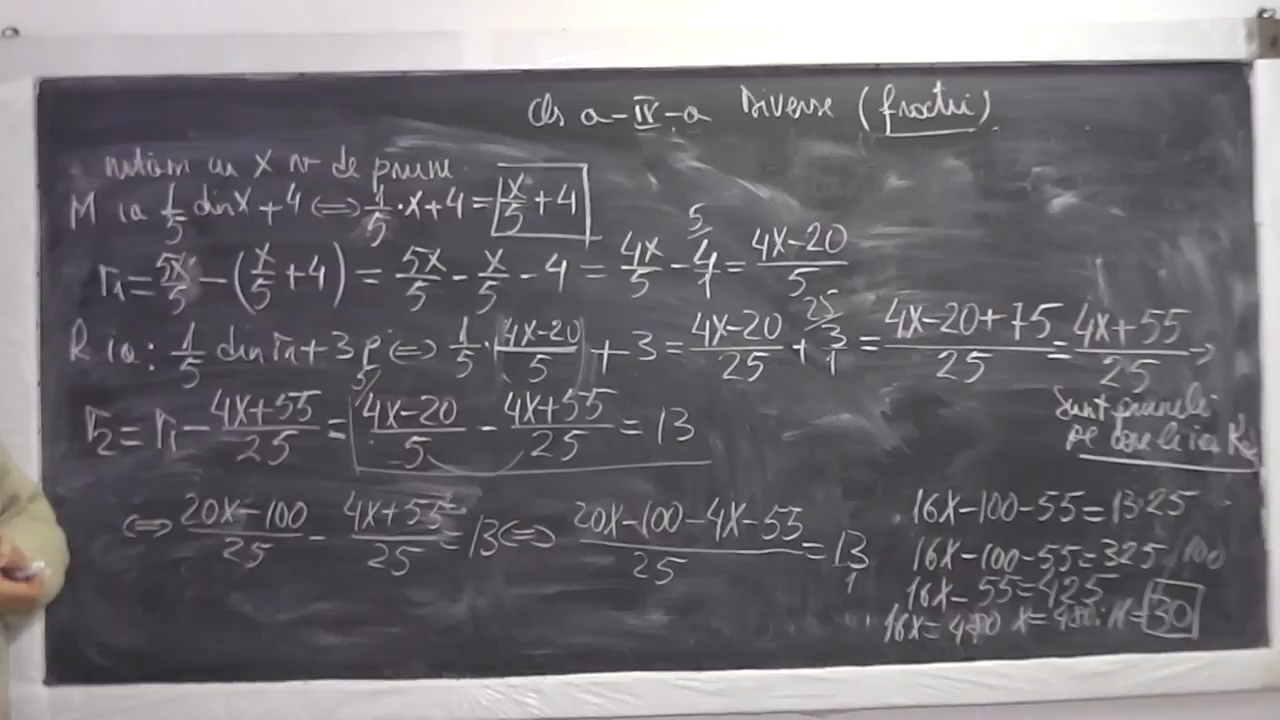 Cls a-IV-a Diverse (fractii)
notăm cu x nr de prune
M ia 1/5 din x + 4 ⇔ 1/5 · x + 4 = x/5 + 4
r₁ = 5x/5 - (x/5 + 4) = 5x/5 - x/5 - 4 = 4x/5 - 5/ 4/1 = 4x-20/5
R ia: 1/5 din r₁ + 3 p ⇔ 1/5 · (4x-20/5) + 3 = 4x-20/25 + 25/ 3/1 = 4x-20+75/25 = 4x+55/25 →
sunt prunele
pe care le ia R
r₂ = r₁ - 4x+55/25 = 5/ 4x-20/5 - 4x+55/25 = 13
⇔ 20x-100/25 - 4x+55/25 = 13 ⇔ 20x-100-4x-55/25 = 13/1
16x-100-55=13·25
16x-100-55=325 /100
16x-55=425
16x=480 x=480:16=30